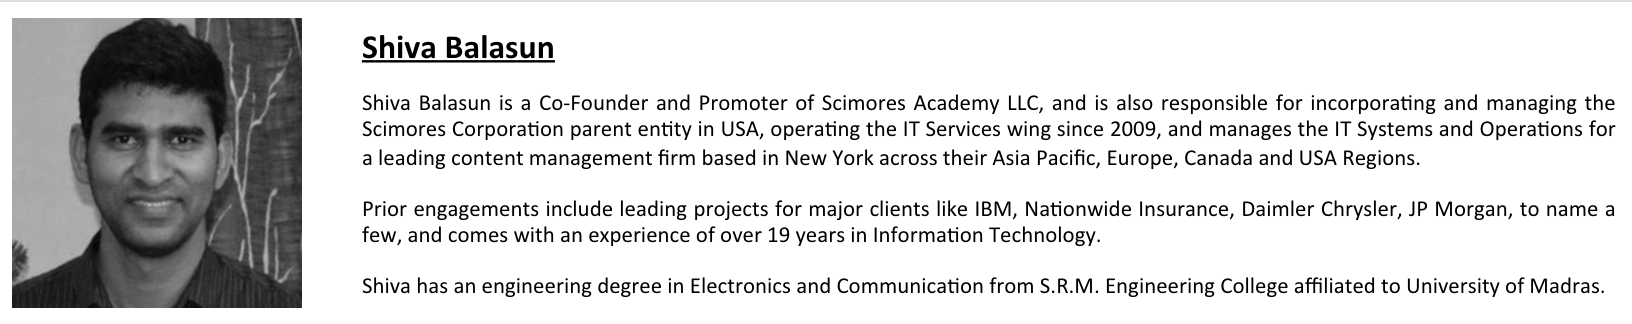 Shiva Balasun
Shiva Balasun is a Co-Founder and Promoter of Scimores Academy LLC, and is also responsible for incorporating and managing the
Scimores Corporation parent entity in USA, operating the IT Services wing since 2009, and manages the IT Systems and Operations for
a leading content management firm based in New York across their Asia Pacific, Europe, Canada and USA Regions.
Prior engagements include leading projects for major clients like IBM, Nationwide Insurance, Daimler Chrysler, JP Morgan, to name a
few, and comes with an experience of over 19 years in Information Technology.
Shiva has an engineering degree in Electronics and Communication from S.R.M. Engineering College affiliated to University of Madras.